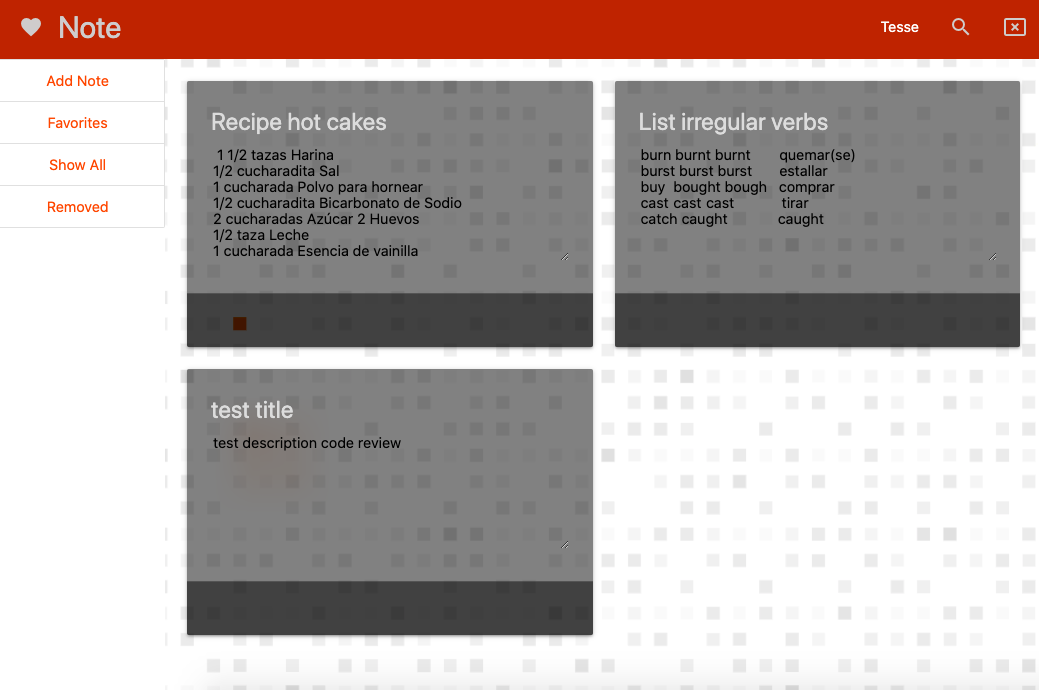 Note
Tesse
Add Note
Favorites
Show All
Removed
Recipe hot cakes
1 1/2 tazas Harina
1/2 cucharadita Sal
1 cucharada Polvo para hornear
1/2 cucharadita Bicarbonato de Sodio
2 cucharadas Azúcar 2 Huevos
1/2 taza Leche
1 cucharada Esencia de vainilla
List irregular verbs
burn burnt burnt quemar(se)
burst burst burst estallar
buy bought bough comprar
cast cast cast tirar
catch caught caught
test title
test description code review